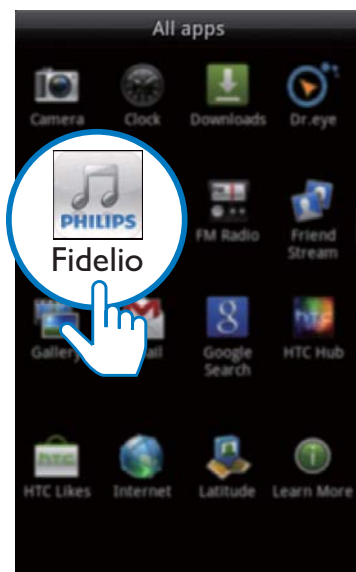 All apps
Camera Clock Downloads Dr.eye
PHILIPS
Fidelio
FM Radio Friend
Stream
Gallery ail Google
Search HTC Hub
hTC
HTC Likes Internet Latitude Learn More